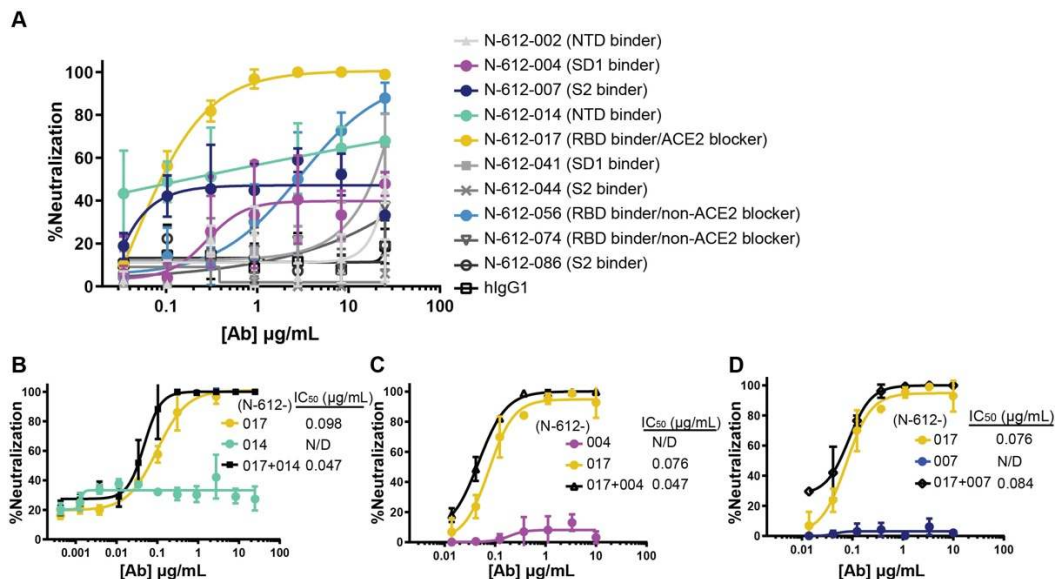 A
%Neutralization
100
80
60
40
20
0
0.1
1
10
100
[Ab] µg/mL
N-612-002 (NTD binder)
N-612-004 (SD1 binder)
N-612-007 (S2 binder)
N-612-014 (NTD binder)
N-612-017 (RBD binder/ACE2 blocker)
N-612-041 (SD1 binder)
N-612-044 (S2 binder)
N-612-056 (RBD binder/non-ACE2 blocker)
N-612-074 (RBD binder/non-ACE2 blocker)
N-612-086 (S2 binder)
hIgG1
B
%Neutralization
100
80
60
40
20
0
0.001
0.01
0.1
1
10
100
[Ab] µg/mL
(N-612-) IC50 (µg/mL)
017 0.098
014 N/D
017+014 0.047
C
%Neutralization
100
80
60
40
20
0
0.01
0.1
1
10
100
[Ab] µg/mL
(N-612-) IC50 (µg/mL)
004 N/D
017 0.076
017+004 0.047
D
%Neutralization
100
80
60
40
20
0
0.01
0.1
1
10
100
[Ab] µg/mL
(N-612-) IC50 (µg/mL)
017 0.076
007 N/D
017+007 0.084